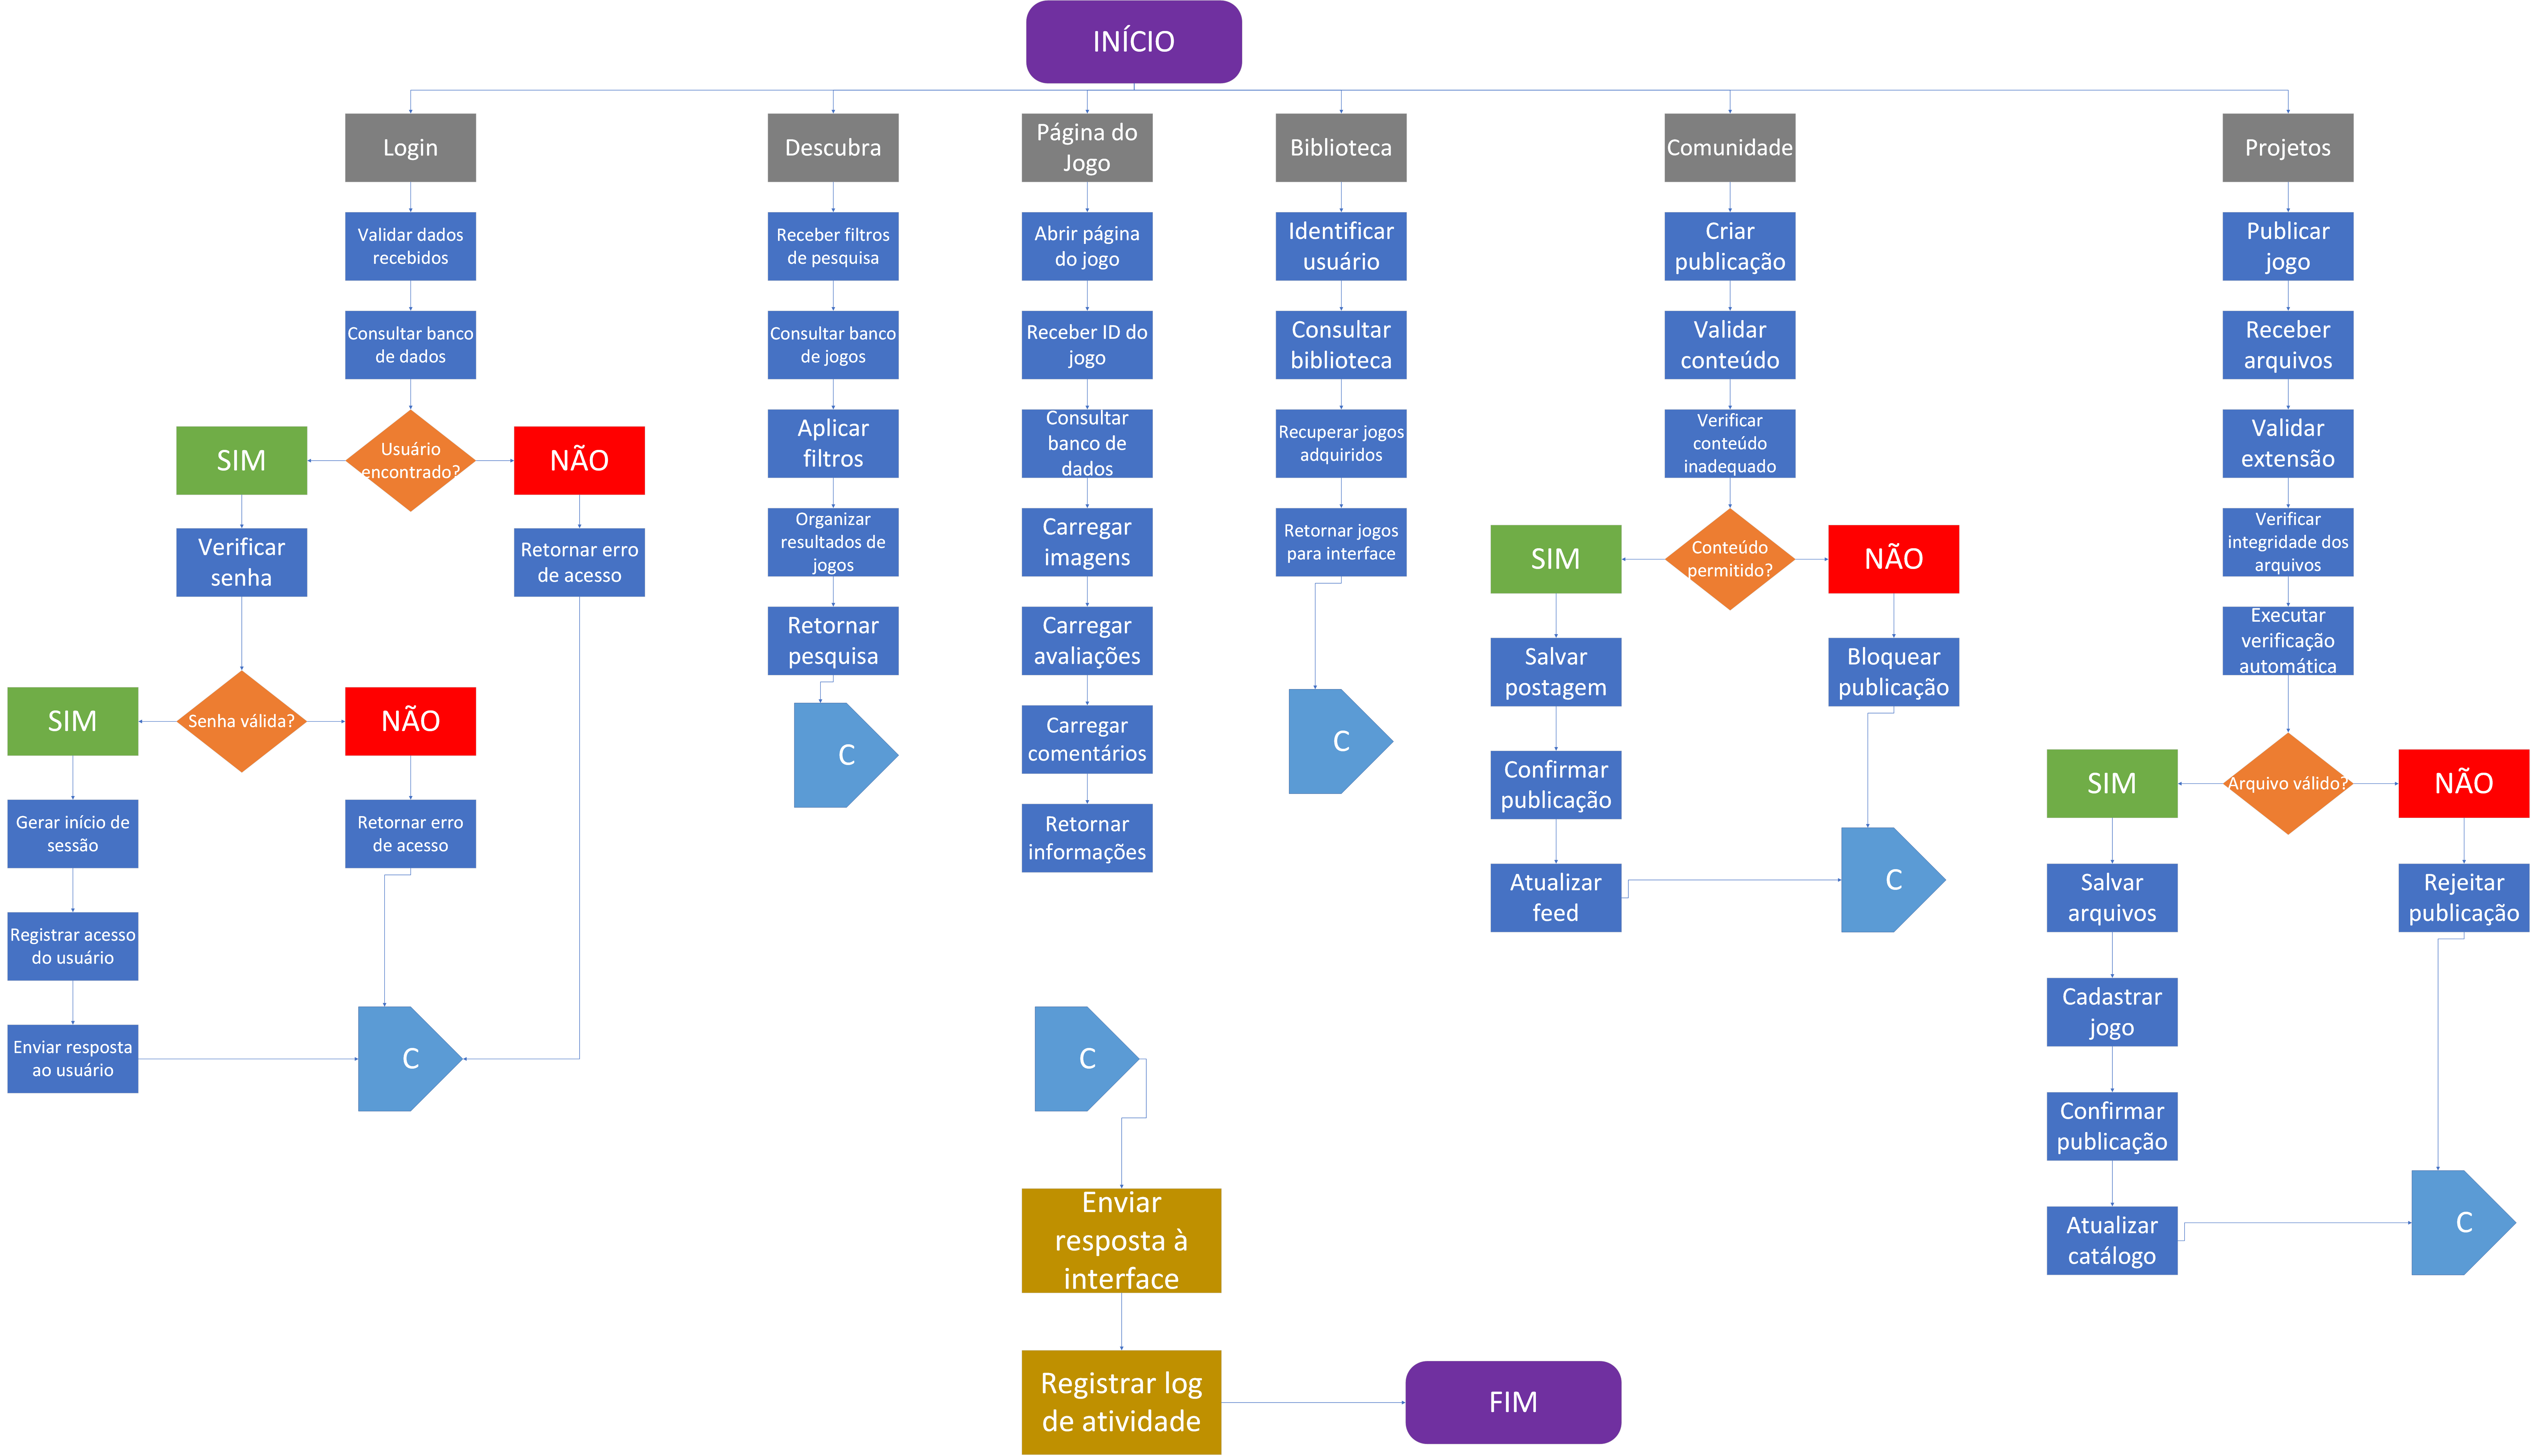 INÍCIO
Login
Descubra
Página do
Jogo
Biblioteca
Comunidade
Projetos
Validar dados
recebidos
Receber filtros
de pesquisa
Abrir página
do jogo
Identificar
usuário
Criar
publicação
Publicar
jogo
Consultar banco
de dados
Consultar banco
de jogos
Receber ID do
jogo
Consultar
biblioteca
Validar
conteúdo
Receber
arquivos
SIM
Usuário
encontrado?
NÃO
Aplicar
filtros
Consultar
banco de
dados
Recuperar jogos
adquiridos
Verificar
conteúdo
inadequado
Validar
extensão
Verificar
senha
Retornar erro
de acesso
Organizar
resultados de
jogos
Carregar
imagens
Retornar jogos
para interface
SIM
Conteúdo
permitido?
NÃO
Verificar
integridade dos
arquivos
Retornar
pesquisa
Carregar
avaliações
Salvar
postagem
Bloquear
publicação
Executar
verificação
automática
SIM
Senha válida?
NÃO
C
Carregar
comentários
C
Confirmar
publicação
SIM
Arquivo válido?
NÃO
Gerar início de
sessão
Retornar erro
de acesso
Retornar
informações
Atualizar
feed
C
Salvar
arquivos
Rejeitar
publicação
Registrar acesso
do usuário
Cadastrar
jogo
Enviar resposta
ao usuário
C
C
Confirmar
publicação
Enviar
resposta à
interface
Atualizar
catálogo
C
Registrar log
de atividade
FIM